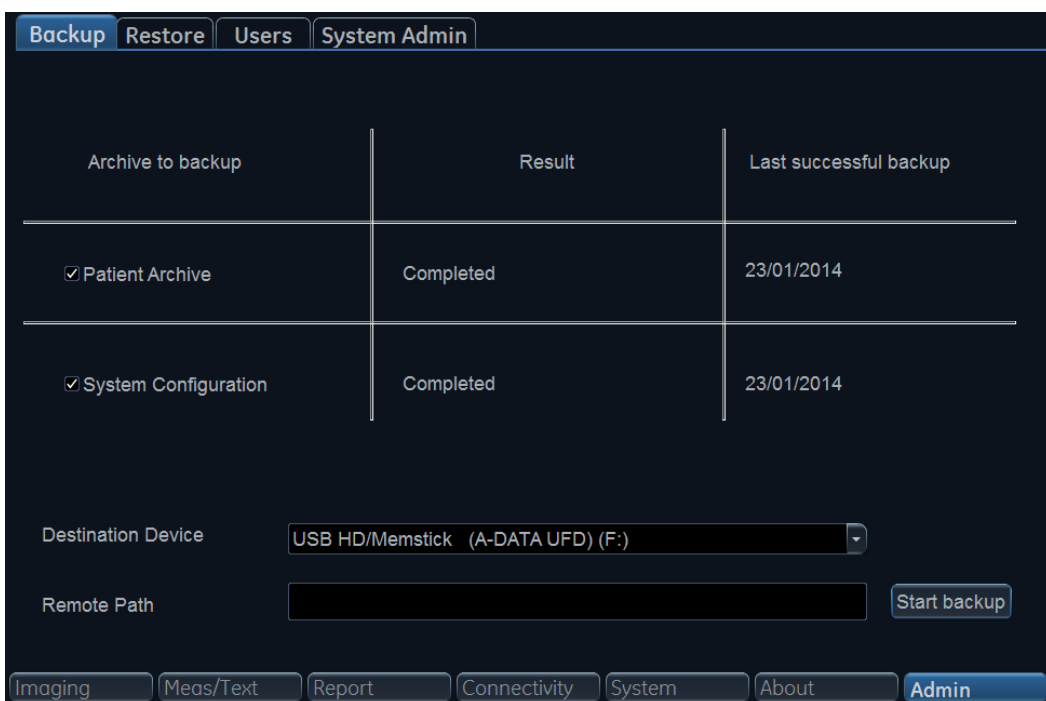 Backup Restore Users System Admin
Archive to backup Result Last successful backup
Patient Archive Completed 23/01/2014
System Configuration Completed 23/01/2014
Destination Device USB HD/Memstick (A-DATA UFD) (F:)
Remote Path Start backup
Imaging Meas/Text Report Connectivity System About Admin